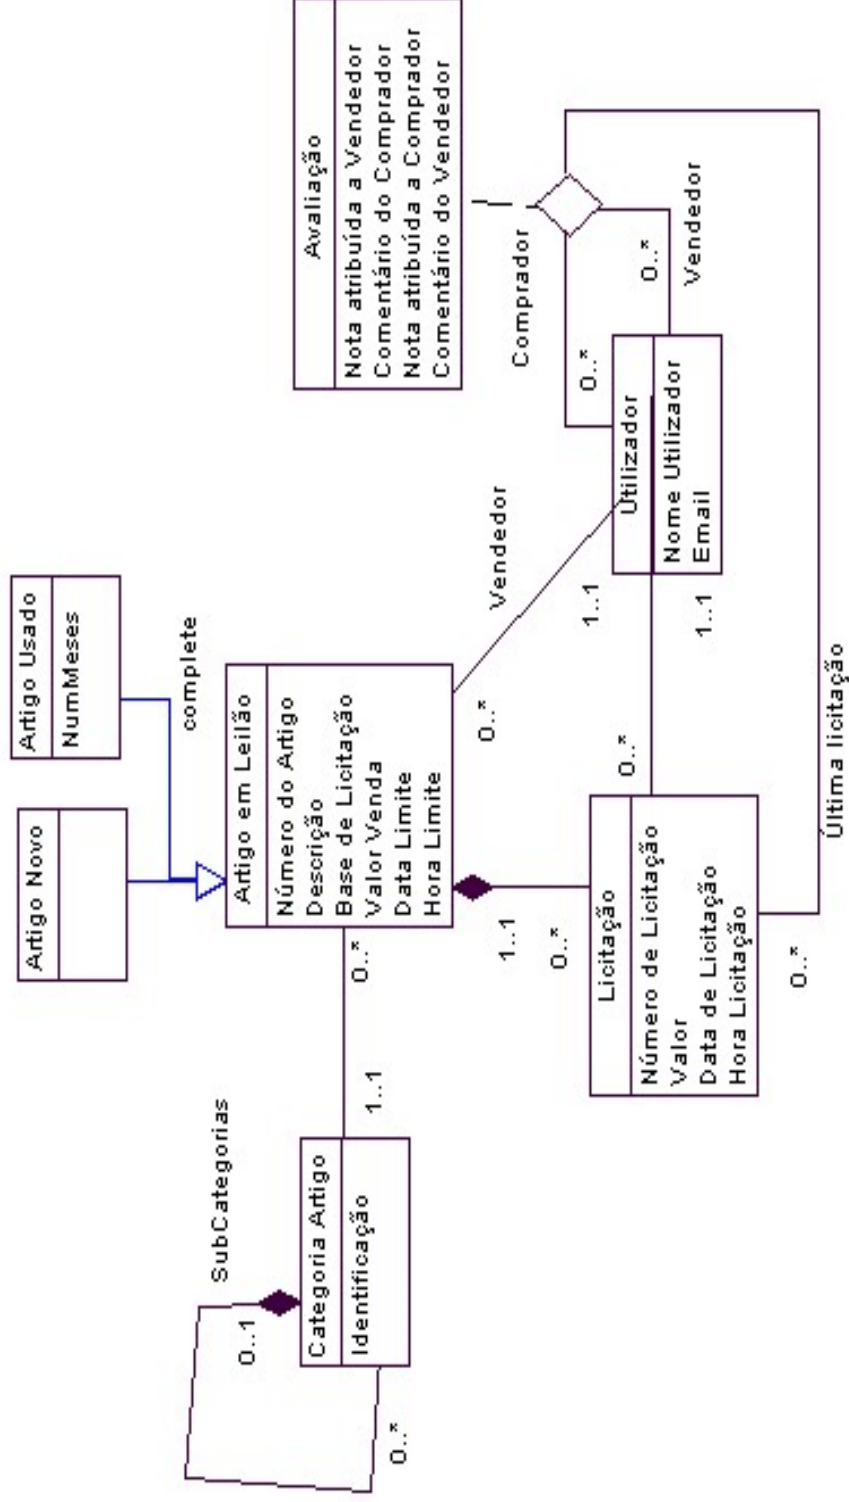 SubCategorias
0..1
0..*
Categoria Artigo
Identificação
1..1
0..*
Artigo Novo
Artigo Usado
NumMeses
complete
Artigo em Leilão
Número do Artigo
Descrição
Base de Licitação
Valor Venda
Data Limite
Hora Limite
1..1
0..*
Licitação
Número de Licitação
Valor
Data de Licitação
Hora Licitação
0..*
Última licitação
0..*
1..1
0..*
Vendedor
1..1
Utilizador
Nome Utilizador
Email
0..*
Comprador
0..*
Vendedor
Avaliação
Nota atribuída a Vendedor
Comentário do Comprador
Nota atribuída a Comprador
Comentário do Vendedor